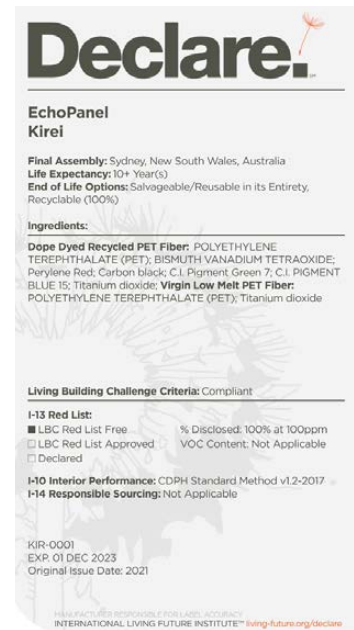 Declare.
EchoPanel
Kirei
Final Assembly: Sydney, New South Wales, Australia
Life Expectancy: 10+ Year(s)
End of Life Options: Salvageable/Reusable in its Entirety,
Recyclable (100%)
Ingredients:
Dope Dyed Recycled PET Fiber: POLYETHYLENE
TEREPHTHALATE (PET); BISMUTH VANADIUM TETRAOXIDE;
Perylene Red; Carbon black; C.I. Pigment Green 7; C.I. PIGMENT
BLUE 15; Titanium dioxide; Virgin Low Melt PET Fiber:
POLYETHYLENE TEREPHTHALATE (PET); Titanium dioxide
Living Building Challenge Criteria: Compliant
I-13 Red List:
■ LBC Red List Free % Disclosed: 100% at 100ppm
□ LBC Red List Approved VOC Content: Not Applicable
□ Declared
I-10 Interior Performance: CDPH Standard Method v1.2-2017
I-14 Responsible Sourcing: Not Applicable
KIR-0001
EXP. 01 DEC 2023
Original Issue Date: 2021
MANUFACTURER RESPONSIBLE FOR LABEL ACCURACY
INTERNATIONAL LIVING FUTURE INSTITUTE™ living-future.org/declare